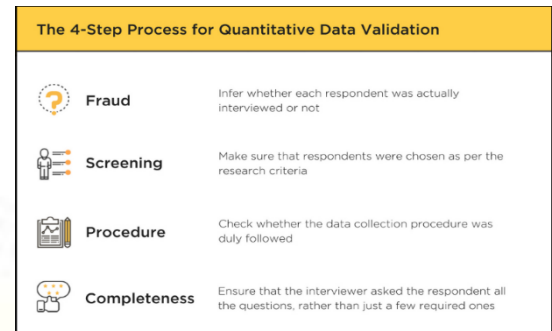 The 4-Step Process for Quantitative Data Validation
Fraud
Infer whether each respondent was actually
interviewed or not
Screening
Make sure that respondents were chosen as per the
research criteria
Procedure
Check whether the data collection procedure was
duly followed
Completeness
Ensure that the interviewer asked the respondent all
the questions, rather than just a few required ones